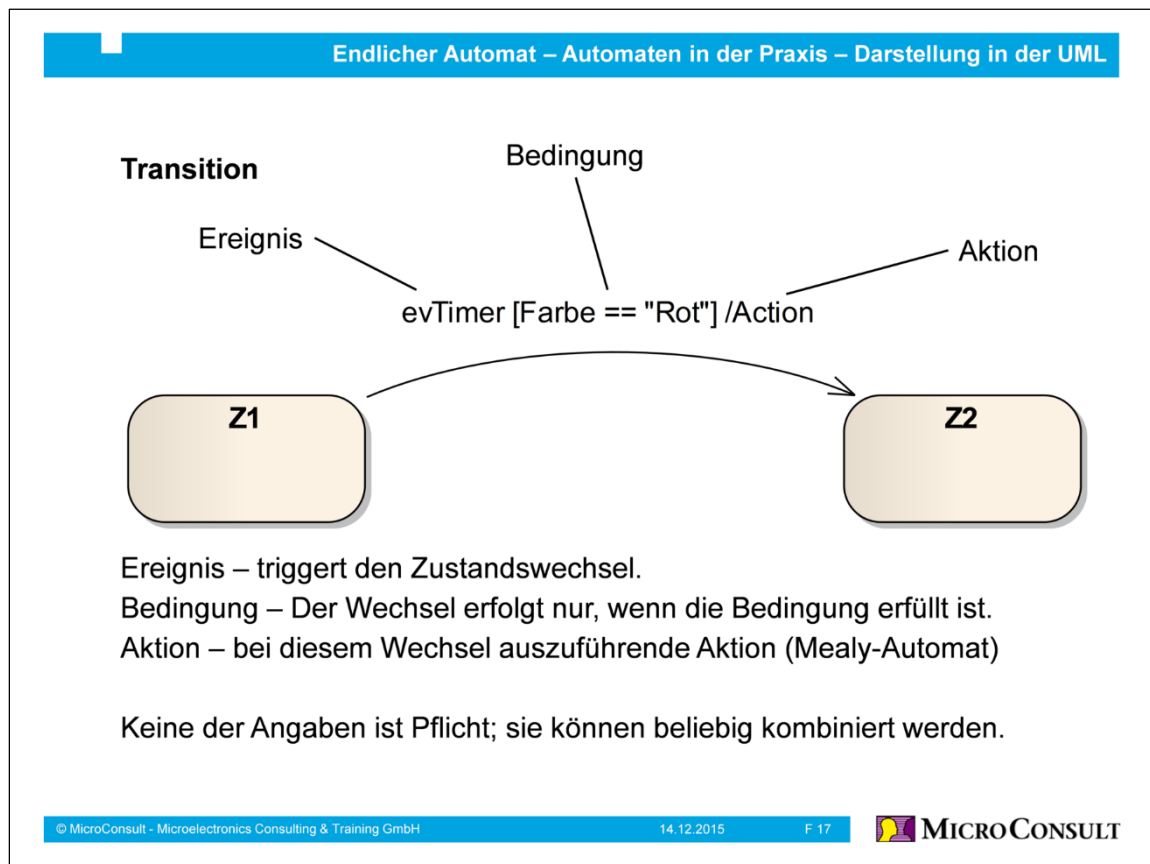 Endlicher Automat – Automaten in der Praxis – Darstellung in der UML
Transition
Bedingung
Ereignis
Aktion
evTimer [Farbe == "Rot"] /Action
Z1
Z2
Ereignis – triggert den Zustandswechsel.
Bedingung – Der Wechsel erfolgt nur, wenn die Bedingung erfüllt ist.
Aktion – bei diesem Wechsel auszuführende Aktion (Mealy-Automat)
Keine der Angaben ist Pflicht; sie können beliebig kombiniert werden.
© MicroConsult - Microelectronics Consulting & Training GmbH
14.12.2015
F 17
MICROCONSULT